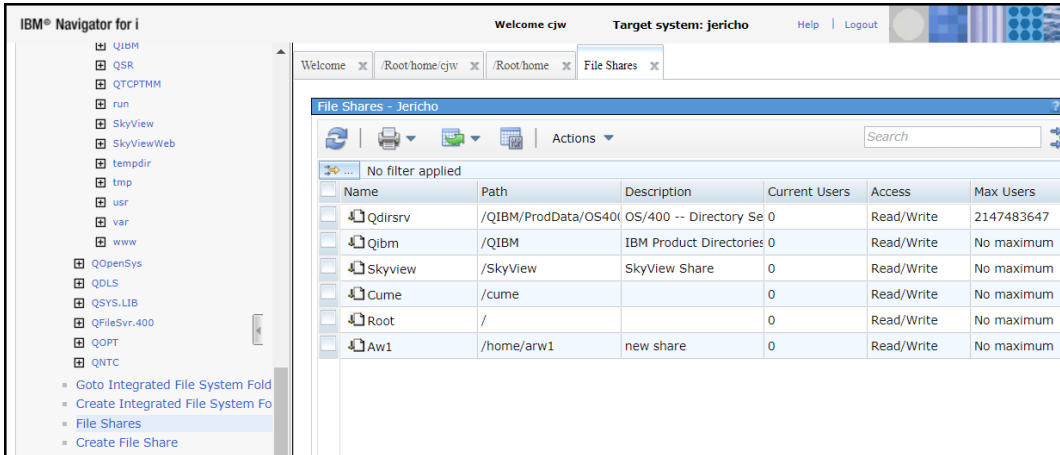 IBM® Navigator for i
Welcome cjw
Target system: jericho
Help | Logout
QIBM
QSR
QTCPTMM
run
SkyView
SkyViewWeb
tempdir
tmp
usr
var
www
QOpenSys
QDLS
QSYS.LIB
QFileSvr.400
QOPT
QNTC
Goto Integrated File System Fold
Create Integrated File System Fo
File Shares
Create File Share
Welcome X /Root/home/cjw X /Root/home X File Shares X
File Shares - Jericho ?
Actions
Search
... No filter applied
Name Path Description Current Users Access Max Users
Qdirsrv /QIBM/ProdData/OS40 OS/400 -- Directory Se 0 Read/Write 2147483647
Qibm /QIBM IBM Product Directories 0 Read/Write No maximum
Skyview /SkyView SkyView Share 0 Read/Write No maximum
Cume /cume 0 Read/Write No maximum
Root / 0 Read/Write No maximum
Aw1 /home/arw1 new share 0 Read/Write No maximum